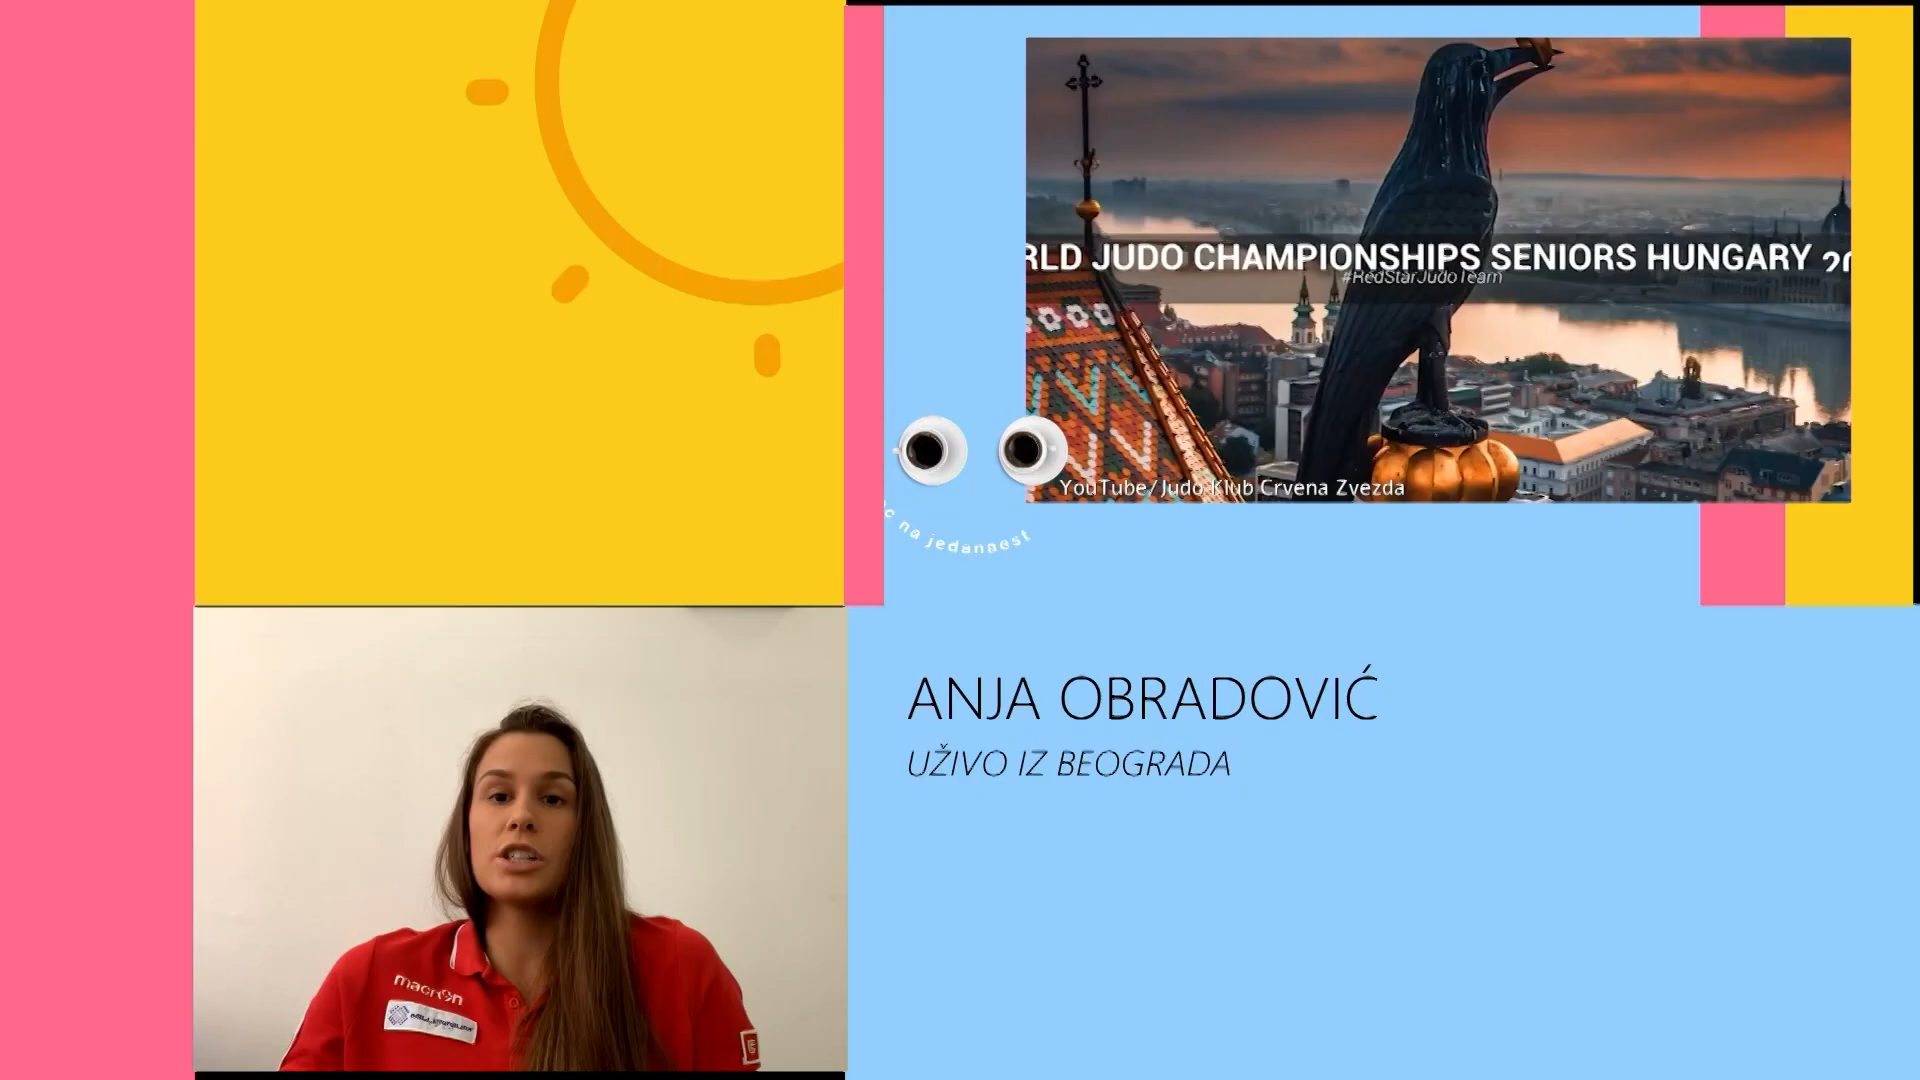 RLD JUDO CHAMPIONSHIPS SENIORS HUNGARY
#RedStarJudoTeam
YouTube/Judo Klub Crvena Zvezda
na jedanaest
ANJA OBRADOVIĆ
UŽIVO IZ BEOGRADA
macron